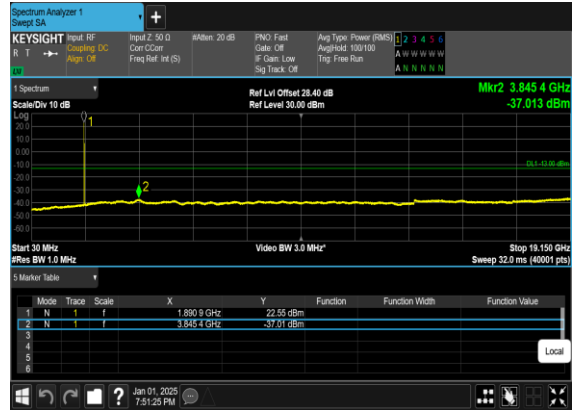 Spectrum Analyzer 1
Swept SA
+
KEYSIGHT Input: RF Input Z: 50 Ω #Atten: 20 dB PNO: Fast Avg Type: Power (RMS) 1 2 3 4 5 6
R T Coupling: DC Corr CCorr Gate: Off Avg|Hold: 100/100 A W W W W W
Align: Off Freq Ref: Int (S) IF Gain: Low Trig: Free Run
Sig Track: Off A N N N N N
1 Spectrum Ref Lvl Offset 28.40 dB Mkr2 3.845 4 GHz
Scale/Div 10 dB Ref Level 30.00 dBm -37.013 dBm
Log
20.0
10.0
0.00
-10.0
-20.0
-30.0
-40.0
-50.0
-60.0
1
2
DL1 -13.00 dBm
Start 30 MHz Video BW 3.0 MHz* Stop 19.150 GHz
#Res BW 1.0 MHz Sweep 32.0 ms (40001 pts)
5 Marker Table
Mode Trace Scale X Y Function Function Width Function Value
1 N 1 f 1.890 9 GHz 22.55 dBm
2 N 1 f 3.845 4 GHz -37.01 dBm
3
4
5
6
Local
? Jan 01, 2025
7:51:25 PM